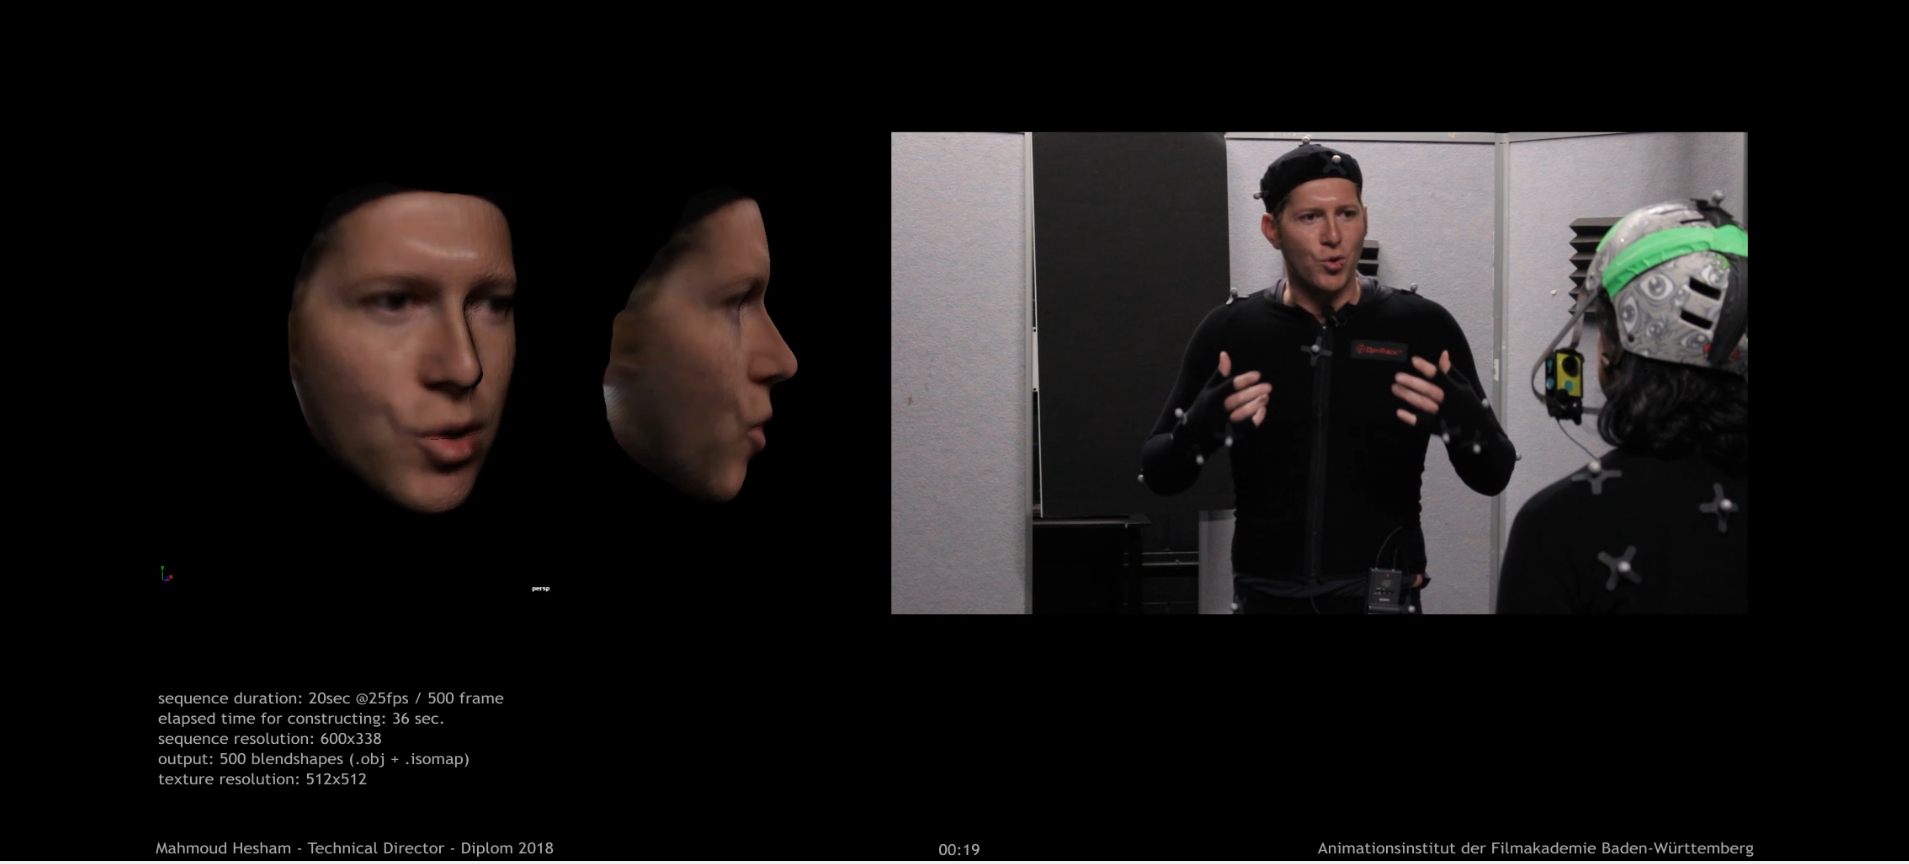 OptiTrack
persp
sequence duration: 20sec @25fps / 500 frame
elapsed time for constructing: 36 sec.
sequence resolution: 600x338
output: 500 blendshapes (.obj + .isomap)
texture resolution: 512x512
Mahmoud Hesham - Technical Director - Diplom 2018
00:19
Animationsinstitut der Filmakademie Baden-Württemberg